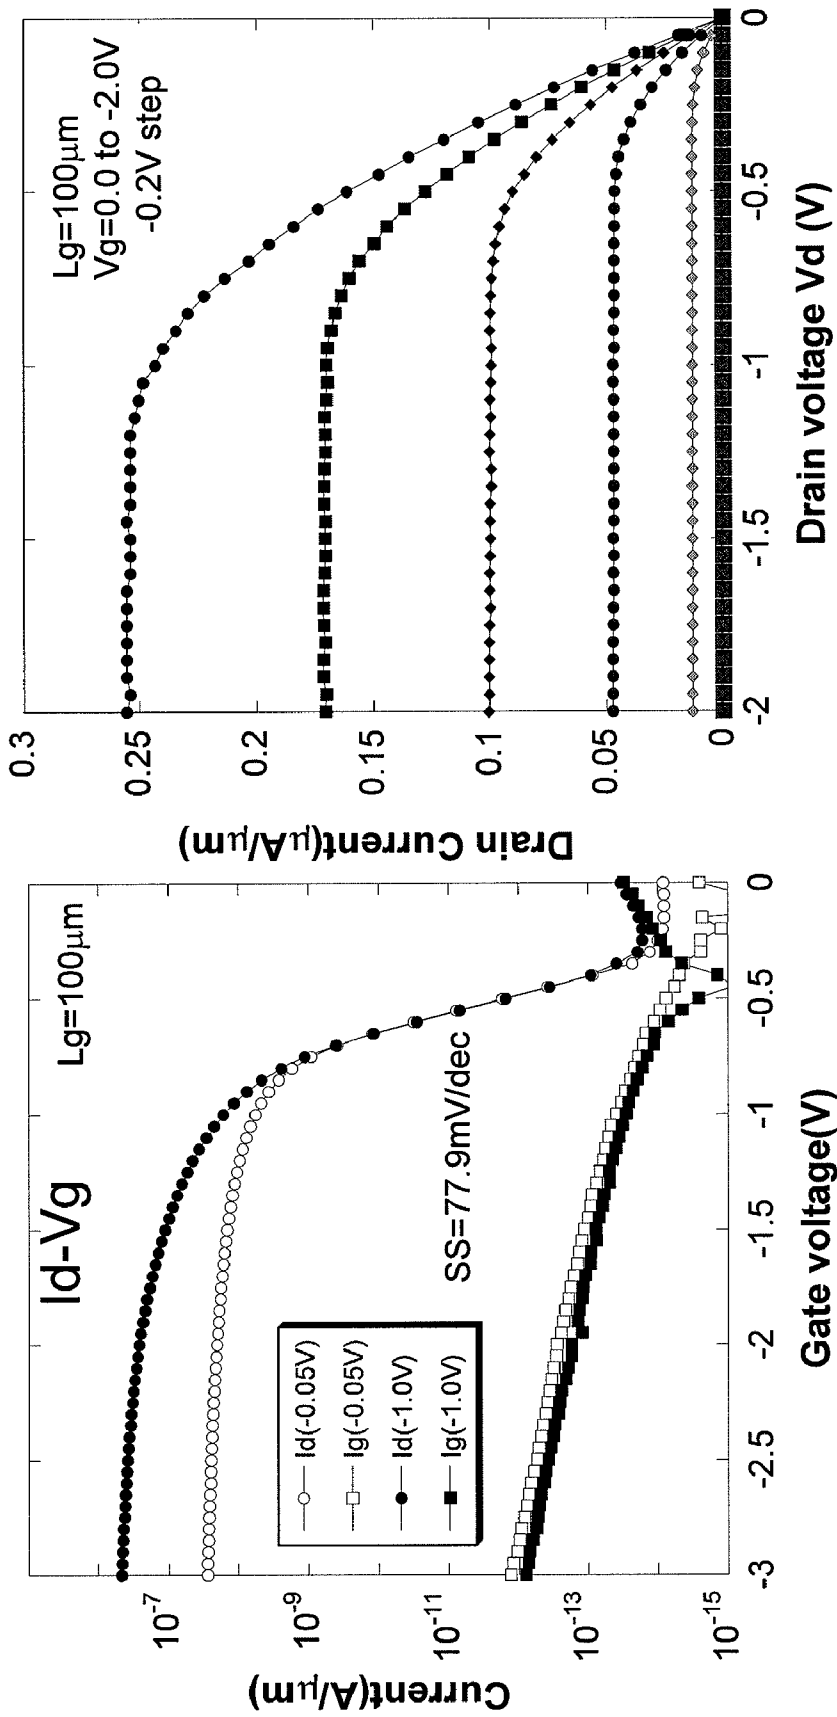 Id-Vg
Lg=100μm
SS=77.9mV/dec
Id(-0.05V)
Ig(-0.05V)
Id(-1.0V)
Ig(-1.0V)
Current(A/μm)
10⁻⁷
10⁻⁹
10⁻¹¹
10⁻¹³
10⁻¹⁵
-3
-2.5
-2
-1.5
-1
-0.5
0
Gate voltage(V)
Lg=100μm
Vg=0.0 to -2.0V
-0.2V step
Drain Current(μA/μm)
0.3
0.25
0.2
0.15
0.1
0.05
0
-2
-1.5
-1
-0.5
0
Drain voltage Vd (V)